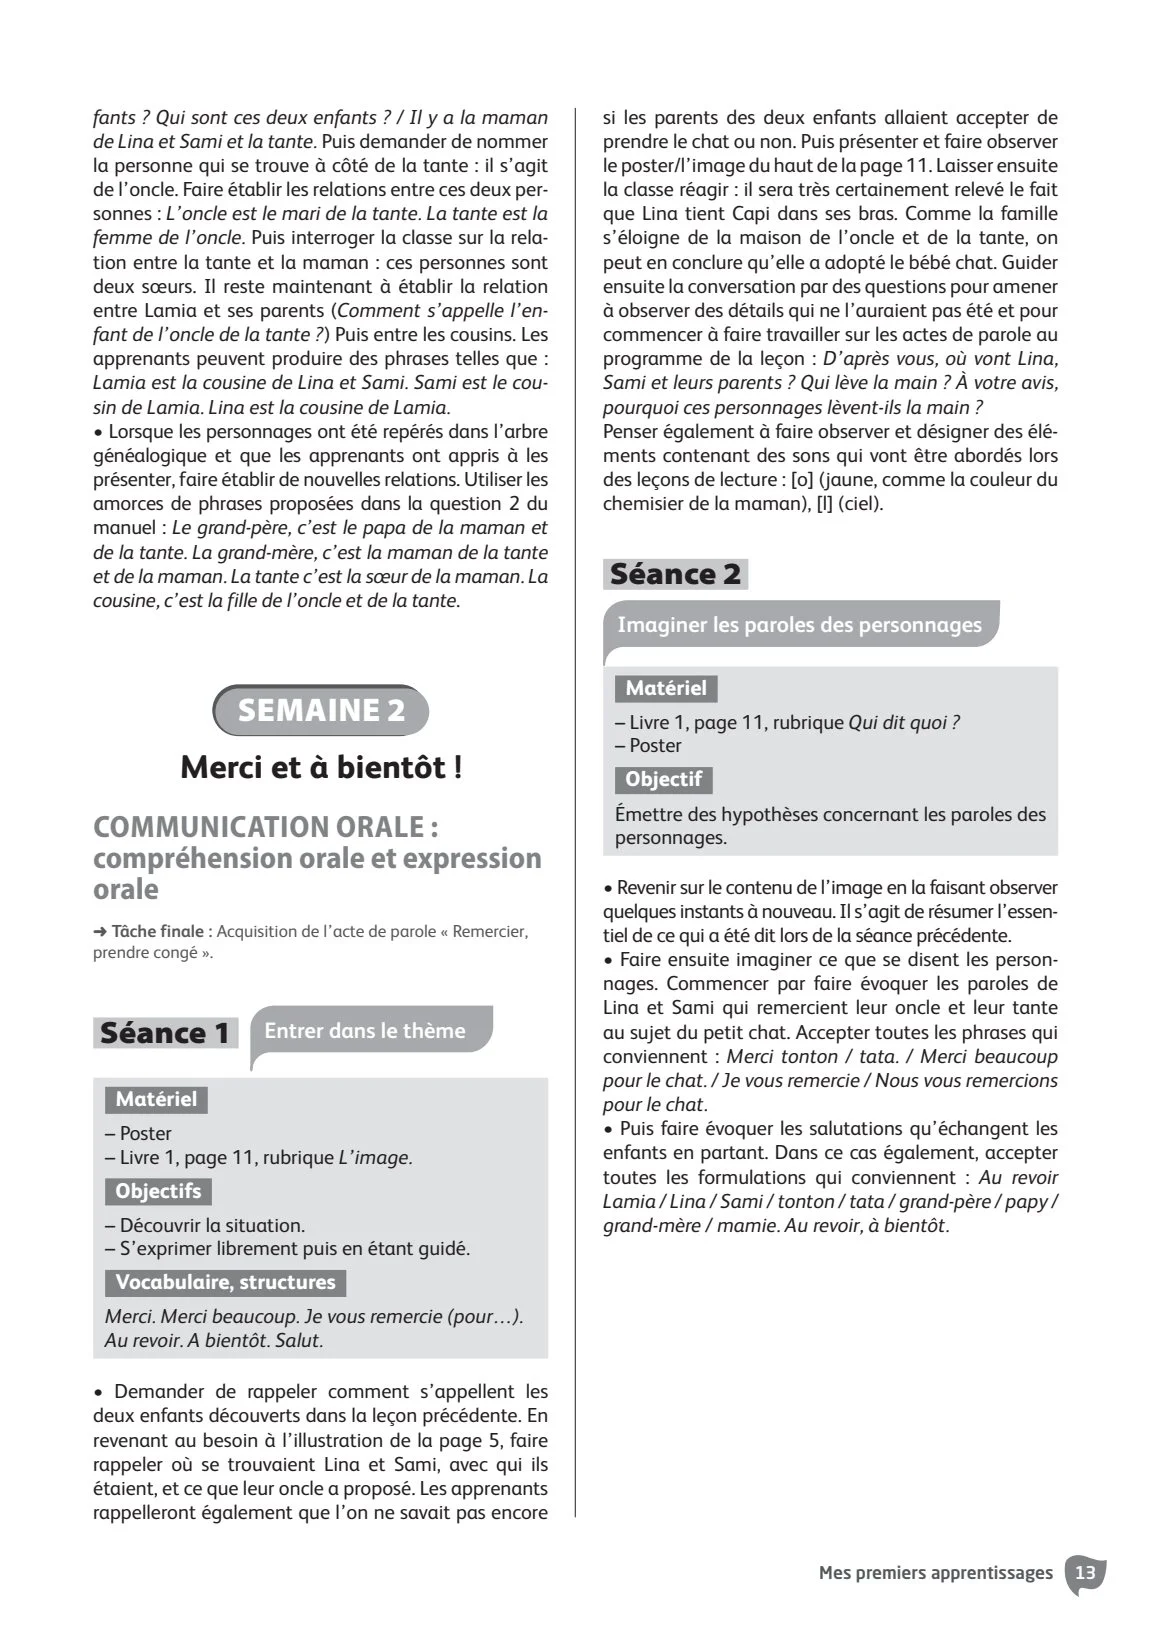 fants ? Qui sont ces deux enfants ? / Il y a la maman
de Lina et Sami et la tante. Puis demander de nommer
la personne qui se trouve à côté de la tante : il s’agit
de l’oncle. Faire établir les relations entre ces deux per-
sonnes : L’oncle est le mari de la tante. La tante est la
femme de l’oncle. Puis interroger la classe sur la rela-
tion entre la tante et la maman : ces personnes sont
deux sœurs. Il reste maintenant à établir la relation
entre Lamia et ses parents (Comment s’appelle l’en-
fant de l’oncle de la tante ?) Puis entre les cousins. Les
apprenants peuvent produire des phrases telles que :
Lamia est la cousine de Lina et Sami. Sami est le cou-
sin de Lamia. Lina est la cousine de Lamia.
• Lorsque les personnages ont été repérés dans l’arbre
généalogique et que les apprenants ont appris à les
présenter, faire établir de nouvelles relations. Utiliser les
amorces de phrases proposées dans la question 2 du
manuel : Le grand-père, c’est le papa de la maman et
de la tante. La grand-mère, c’est la maman de la tante
et de la maman. La tante c’est la sœur de la maman. La
cousine, c’est la fille de l’oncle et de la tante.
SEMAINE 2
Merci et à bientôt !
COMMUNICATION ORALE :
compréhension orale et expression
orale
➜ Tâche finale : Acquisition de l’acte de parole « Remercier,
prendre congé ».
Séance 1 Entrer dans le thème
Matériel
– Poster
– Livre 1, page 11, rubrique L’image.
Objectifs
– Découvrir la situation.
– S’exprimer librement puis en étant guidé.
Vocabulaire, structures
Merci. Merci beaucoup. Je vous remercie (pour…).
Au revoir. A bientôt. Salut.
• Demander de rappeler comment s’appellent les
deux enfants découverts dans la leçon précédente. En
revenant au besoin à l’illustration de la page 5, faire
rappeler où se trouvaient Lina et Sami, avec qui ils
étaient, et ce que leur oncle a proposé. Les apprenants
rappelleront également que l’on ne savait pas encore
si les parents des deux enfants allaient accepter de
prendre le chat ou non. Puis présenter et faire observer
le poster/l’image du haut de la page 11. Laisser ensuite
la classe réagir : il sera très certainement relevé le fait
que Lina tient Capi dans ses bras. Comme la famille
s’éloigne de la maison de l’oncle et de la tante, on
peut en conclure qu’elle a adopté le bébé chat. Guider
ensuite la conversation par des questions pour amener
à observer des détails qui ne l’auraient pas été et pour
commencer à faire travailler sur les actes de parole au
programme de la leçon : D’après vous, où vont Lina,
Sami et leurs parents ? Qui lève la main ? À votre avis,
pourquoi ces personnages lèvent-ils la main ?
Penser également à faire observer et désigner des élé-
ments contenant des sons qui vont être abordés lors
des leçons de lecture : [o] (jaune, comme la couleur du
chemisier de la maman), [l] (ciel).
Séance 2
Imaginer les paroles des personnages
Matériel
– Livre 1, page 11, rubrique Qui dit quoi ?
– Poster
Objectif
Émettre des hypothèses concernant les paroles des
personnages.
• Revenir sur le contenu de l’image en la faisant observer
quelques instants à nouveau. Il s’agit de résumer l’essen-
tiel de ce qui a été dit lors de la séance précédente.
• Faire ensuite imaginer ce que se disent les person-
nages. Commencer par faire évoquer les paroles de
Lina et Sami qui remercient leur oncle et leur tante
au sujet du petit chat. Accepter toutes les phrases qui
conviennent : Merci tonton / tata. / Merci beaucoup
pour le chat. / Je vous remercie / Nous vous remercions
pour le chat.
• Puis faire évoquer les salutations qu’échangent les
enfants en partant. Dans ce cas également, accepter
toutes les formulations qui conviennent : Au revoir
Lamia / Lina / Sami / tonton / tata / grand-père / papy /
grand-mère / mamie. Au revoir, à bientôt.
Mes premiers apprentissages 13